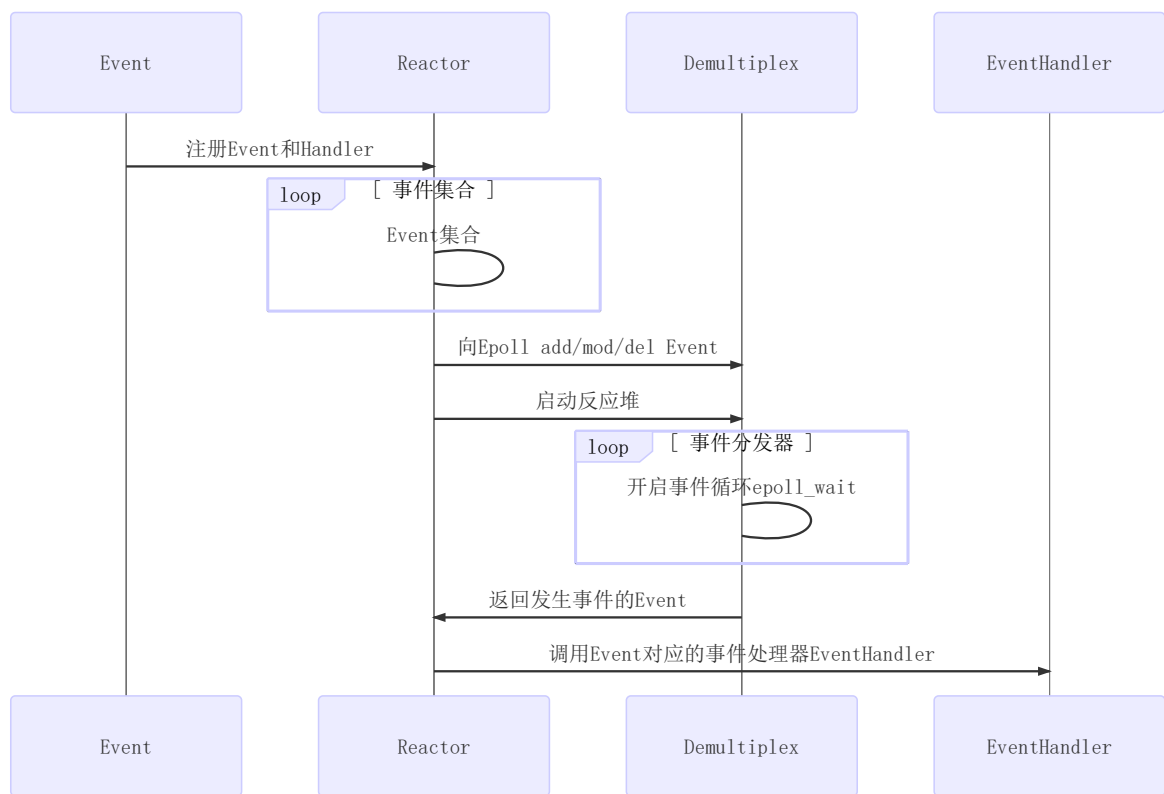 Event
Reactor
Demultiplex
EventHandler
注册Event和Handler
loop
[ 事件集合 ]
Event集合
向Epoll add/mod/del Event
启动反应堆
loop
[ 事件分发器 ]
开启事件循环epoll_wait
返回发生事件的Event
调用Event对应的事件处理器EventHandler
Event
Reactor
Demultiplex
EventHandler